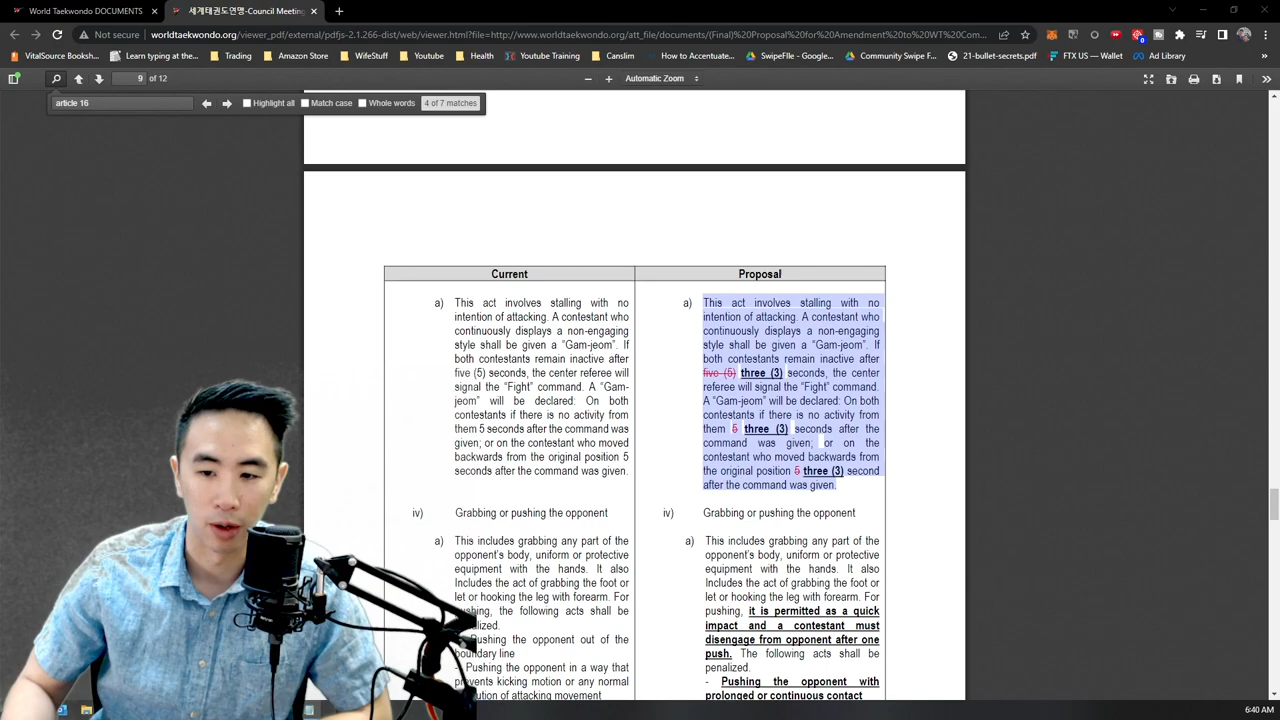 World Taekwondo DOCUMENTS
세계태권도연맹-Council Meeting
worldtaekwondo.org/viewer_pdf/external/pdfjs-2.1.266-dist/web/viewer.html?file=http://www.worldtaekwondo.org/att_file/documents/(Final)%20Proposal%20for%20Amendment%20to%20WT%20Com...
VitalSource Bookm...
Learn typing at the...
Trading
Amazon Store
WifeStuff
Youtube
Health
Youtube Training
Canslim
How to Accurately...
SwipeFIle - Google...
Community Swipe F...
21-bullet-secrets.pdf
FTX US — Wallet
Ad Library
9 of 12
Automatic Zoom
article 16
Highlight all
Match case
Whole words
4 of 7 matches
Current
Proposal
a) This act involves stalling with no
intention of attacking. A contestant who
continuously displays a non-engaging
style shall be given a “Gam-jeom”. If
both contestants remain inactive after
five (5) seconds, the center referee will
signal the “Fight” command. A “Gam-
jeom” will be declared: On both
contestants if there is no activity from
them 5 seconds after the command was
given; or on the contestant who moved
backwards from the original position 5
seconds after the command was given.
iv) Grabbing or pushing the opponent
a) This includes grabbing any part of the
opponent’s body, uniform or protective
equipment with the hands. It also
Includes the act of grabbing the foot or
let or hooking the leg with forearm. For
pushing, the following acts shall be
Pushing the opponent out of the
boundary line
- Pushing the opponent in a way that
prevents kicking motion or any normal
of attacking movement
a) This act involves stalling with no
intention of attacking. A contestant who
continuously displays a non-engaging
style shall be given a “Gam-jeom”. If
both contestants remain inactive after
five (5) three (3) seconds, the center
referee will signal the “Fight” command.
A “Gam-jeom” will be declared: On both
contestants if there is no activity from
them 5 three (3) seconds after the
command was given; or on the
contestant who moved backwards from
the original position 5 three (3) second
after the command was given.
iv) Grabbing or pushing the opponent
a) This includes grabbing any part of the
opponent’s body, uniform or protective
equipment with the hands. It also
Includes the act of grabbing the foot or
let or hooking the leg with forearm. For
pushing, it is permitted as a quick
impact and a contestant must
disengage from opponent after one
push. The following acts shall be
penalized.
- Pushing the opponent with
prolonged or continuous contact
6:40 AM